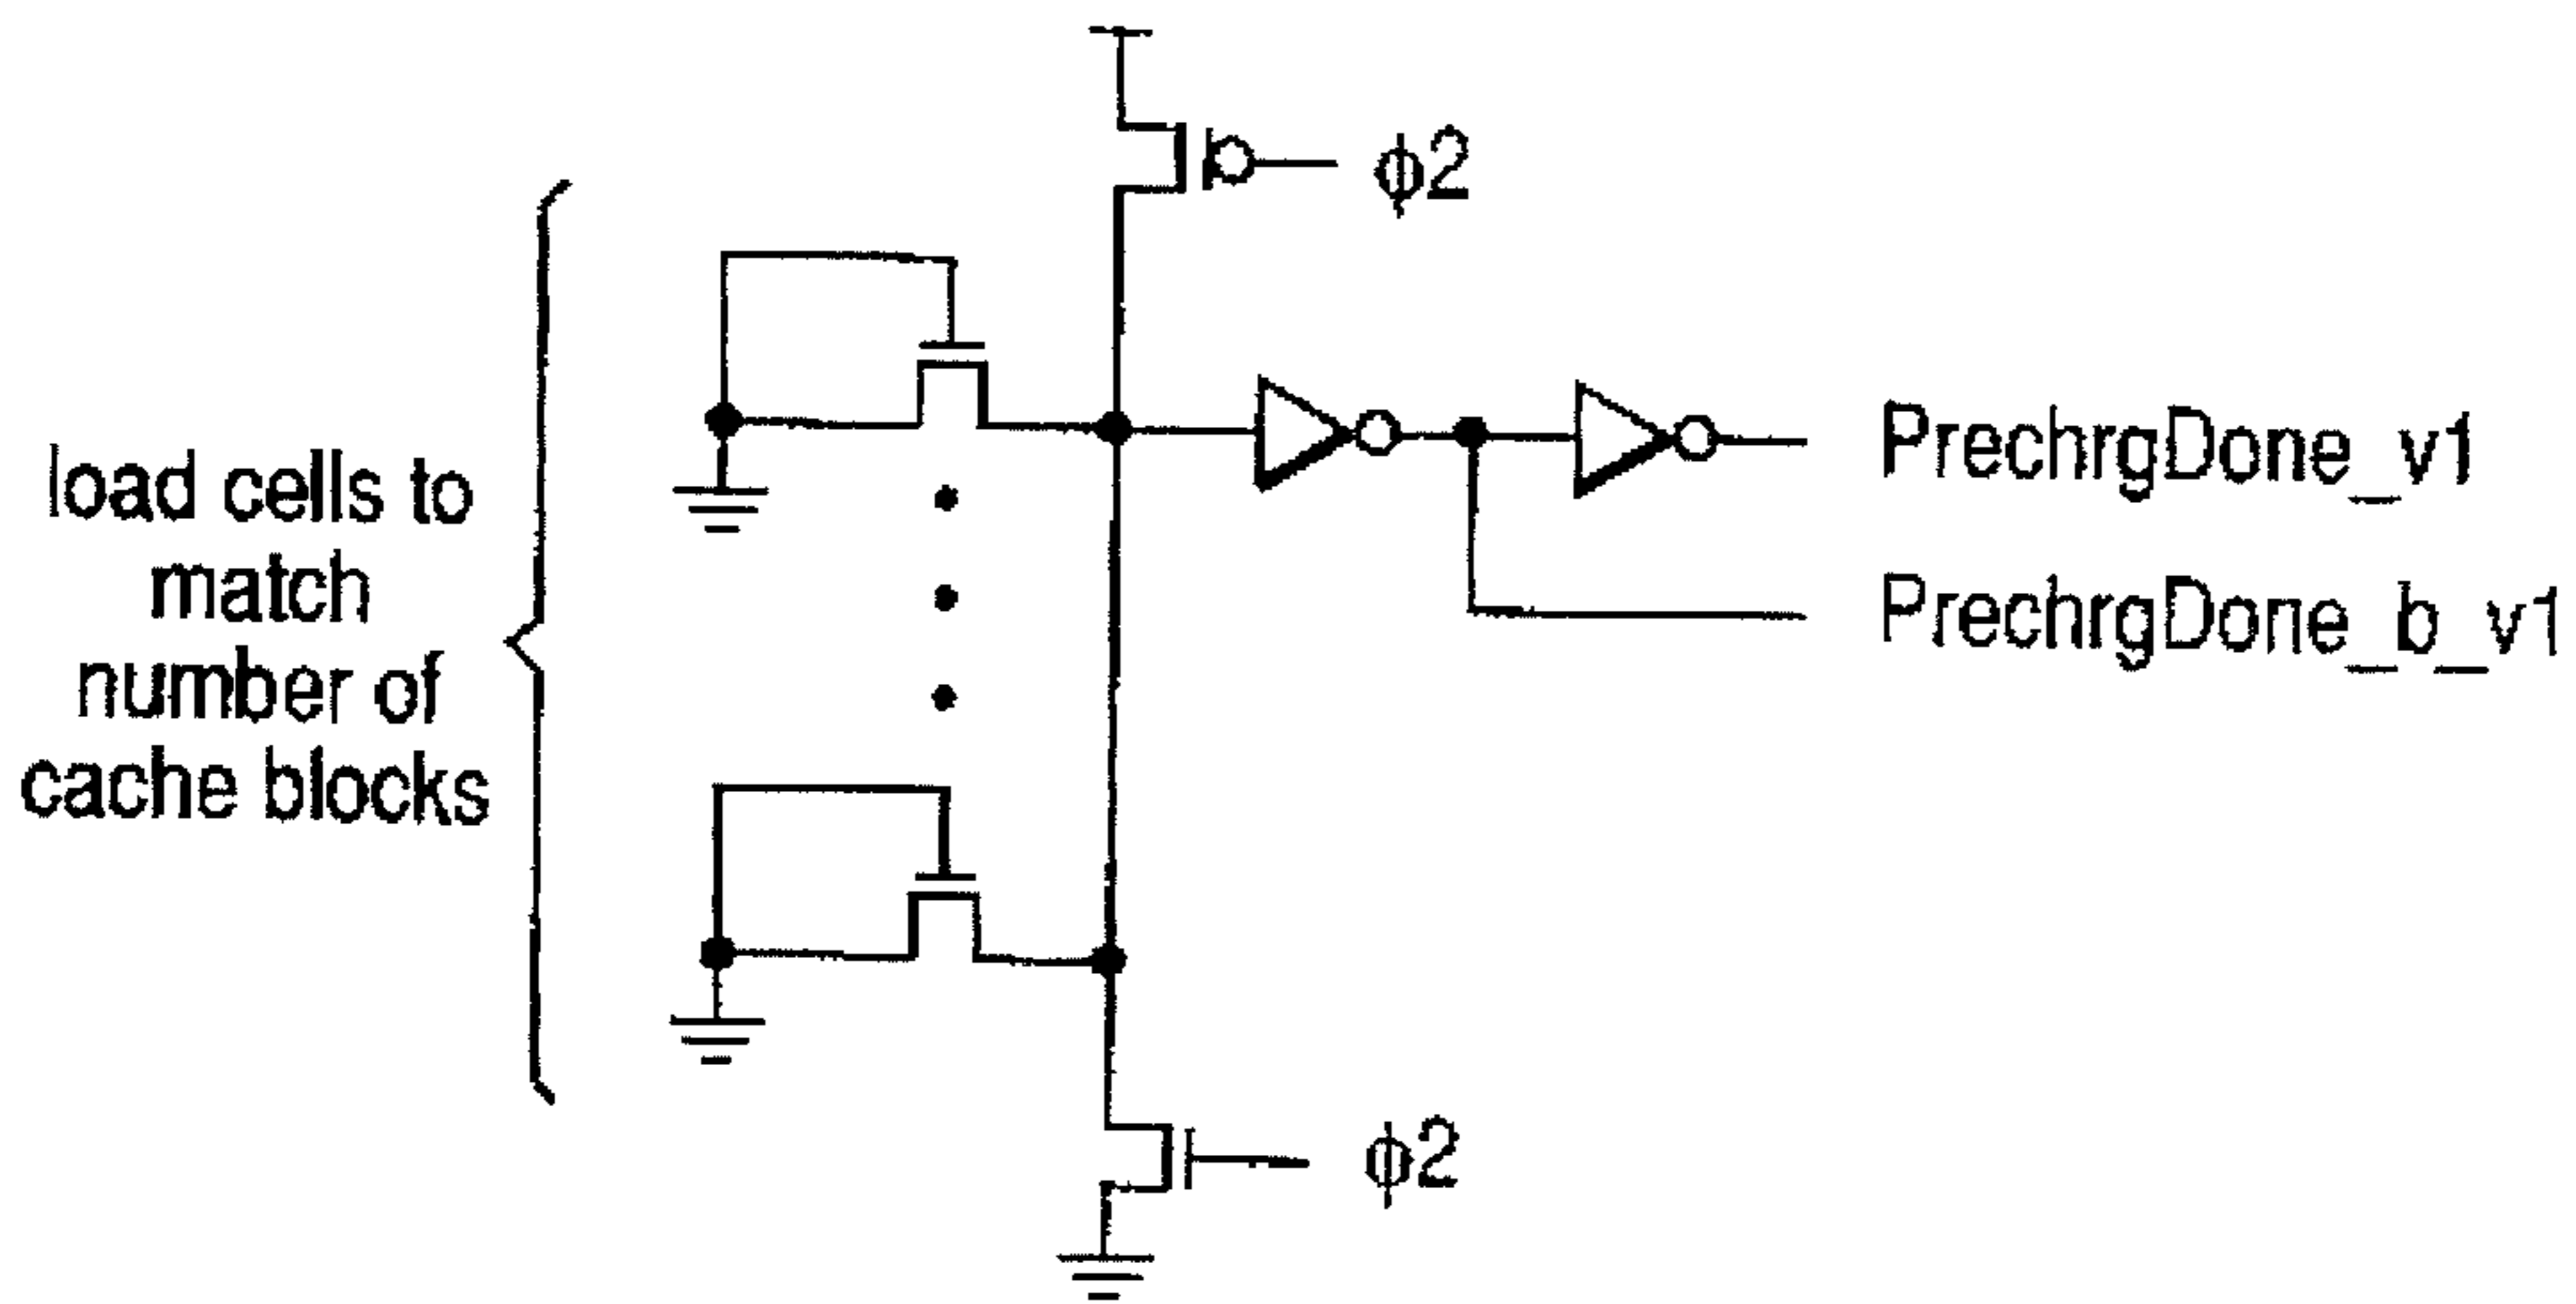 ϕ2
load cells to
match
number of
cache blocks
PrechrgDone_v1
PrechrgDone_b_v1
ϕ2